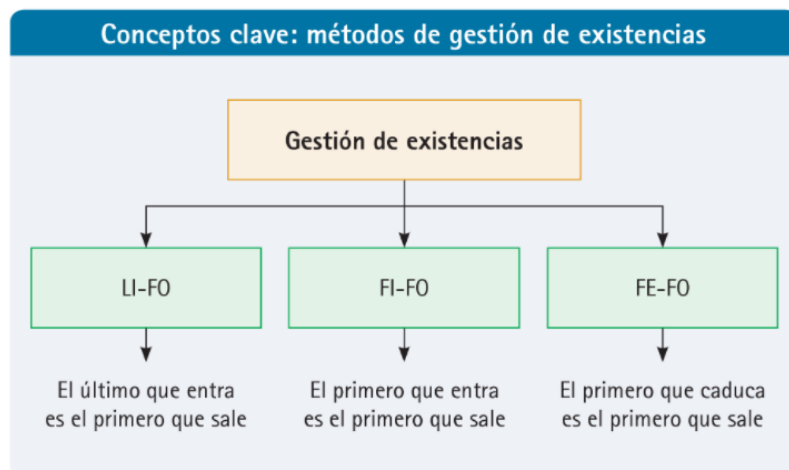 Conceptos clave: métodos de gestión de existencias
Gestión de existencias
LI-FO
FI-FO
FE-FO
El último que entra
es el primero que sale
El primero que entra
es el primero que sale
El primero que caduca
es el primero que sale